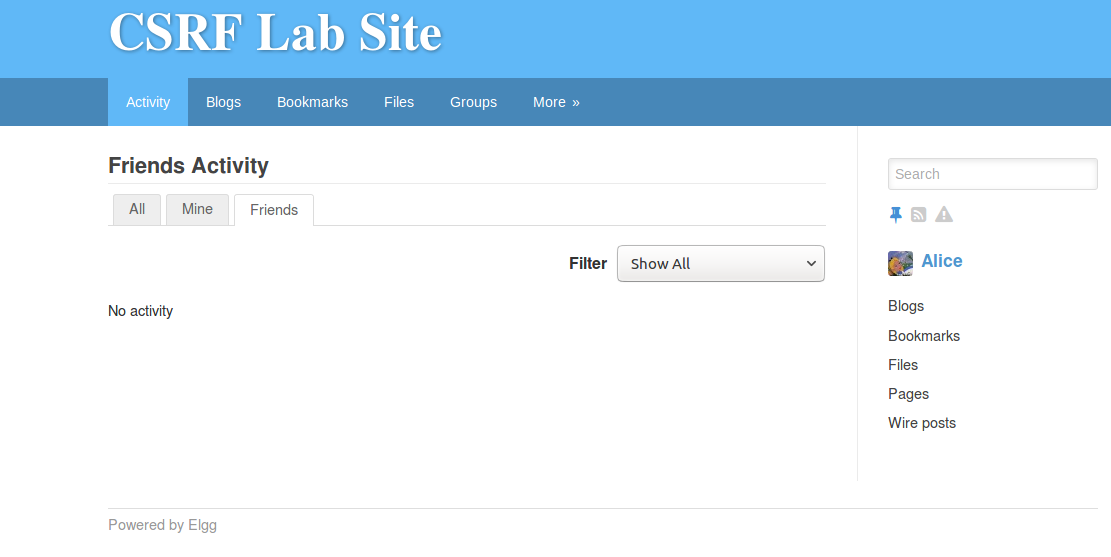 CSRF Lab Site
Activity Blogs Bookmarks Files Groups More »
Friends Activity
All Mine Friends
Filter Show All
No activity
Search
Alice
Blogs
Bookmarks
Files
Pages
Wire posts
Powered by Elgg